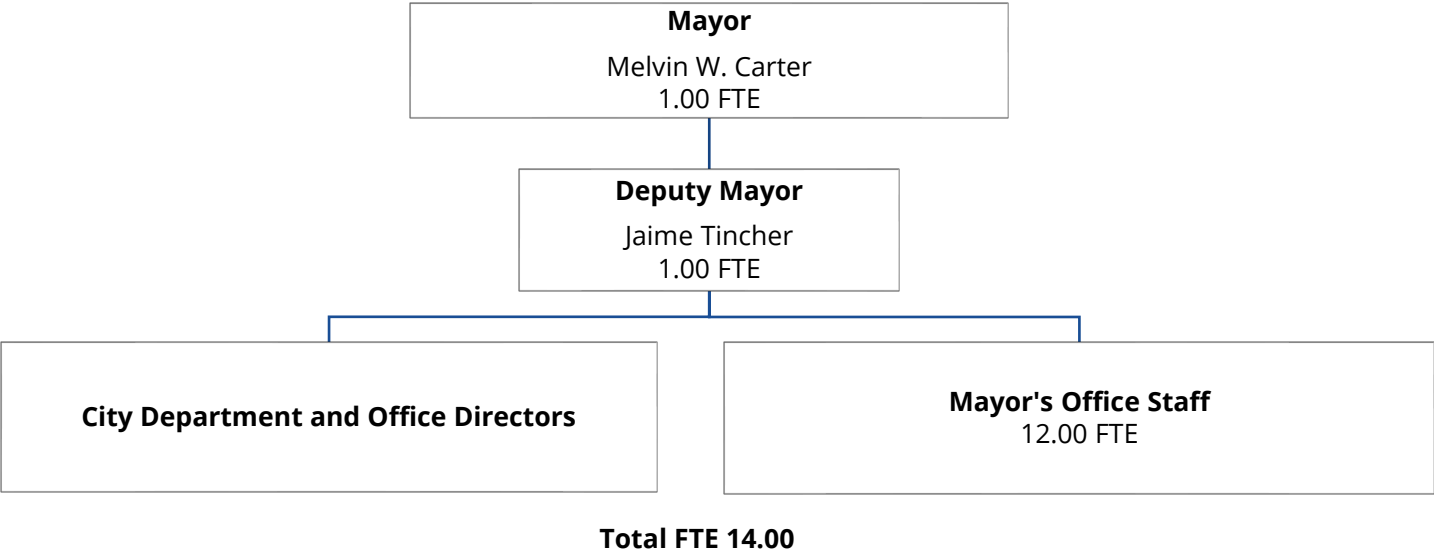 Mayor
Melvin W. Carter
1.00 FTE
Deputy Mayor
Jaime Tincher
1.00 FTE
City Department and Office Directors
Mayor's Office Staff
12.00 FTE
Total FTE 14.00